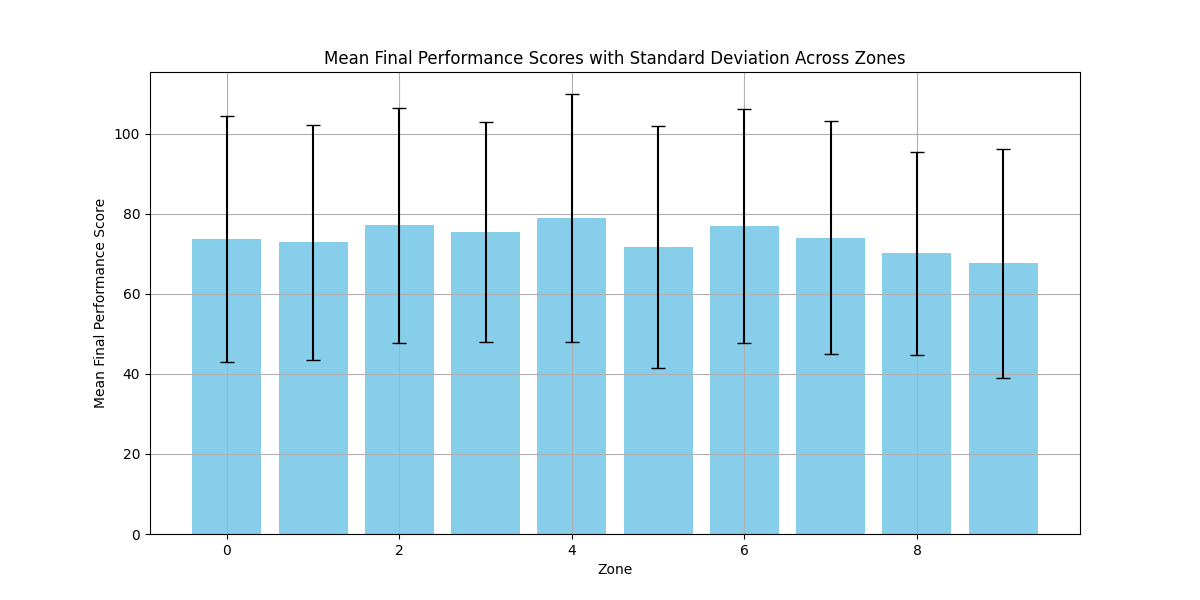 Mean Final Performance Scores with Standard Deviation Across Zones
Mean Final Performance Score
100
80
60
40
20
0
0 2 4 6 8
Zone